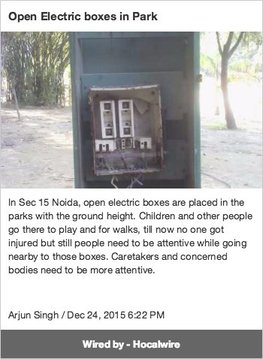 Open Electric boxes in Park
In Sec 15 Noida, open electric boxes are placed in the
parks with the ground height. Children and other people
go there to play and for walks, till now no one got
injured but still people need to be attentive while going
nearby to those boxes. Caretakers and concerned
bodies need to be more attentive.
Arjun Singh / Dec 24, 2015 6:22 PM
Wired by - Hocalwire